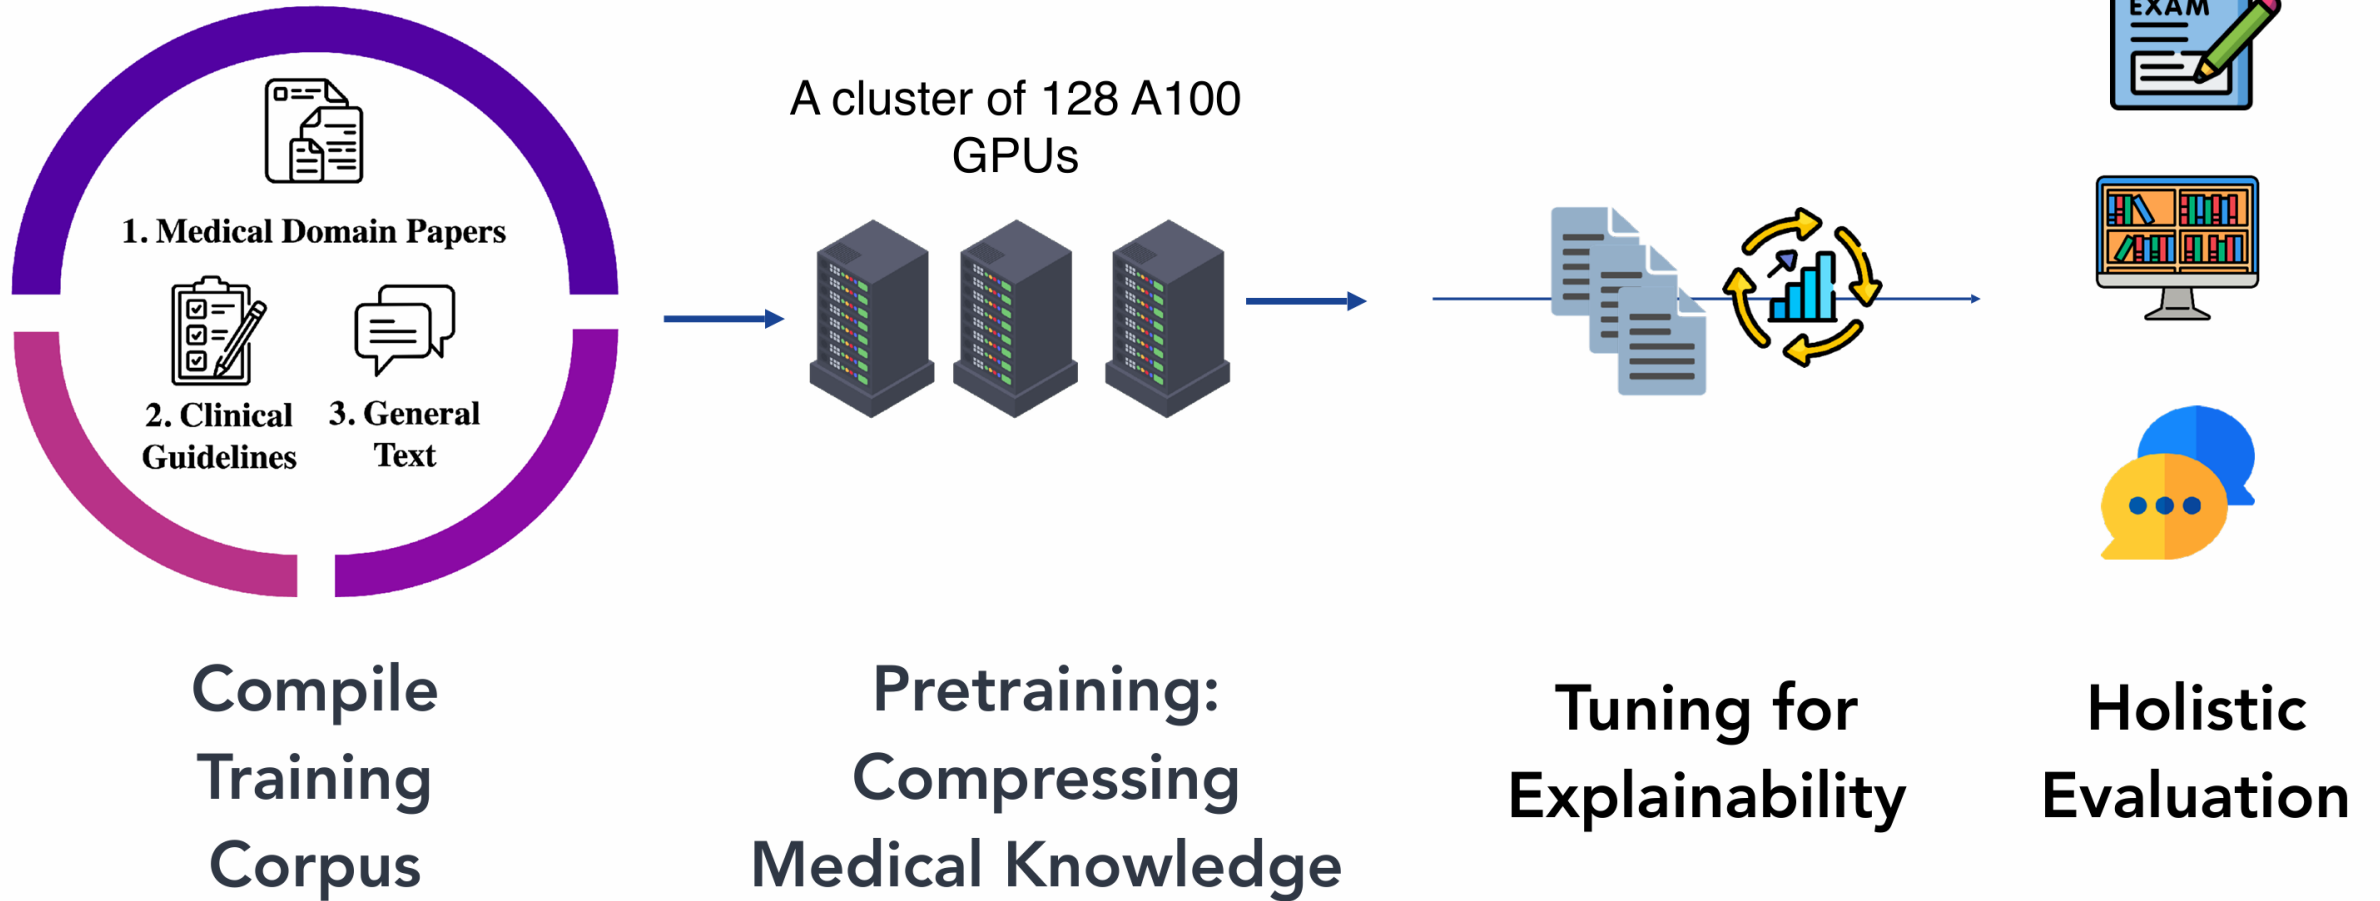 1. Medical Domain Papers
2. Clinical
Guidelines
3. General
Text
A cluster of 128 A100
GPUs
EXAM
Compile
Training
Corpus
Pretraining:
Compressing
Medical Knowledge
Tuning for
Explainability
Holistic
Evaluation